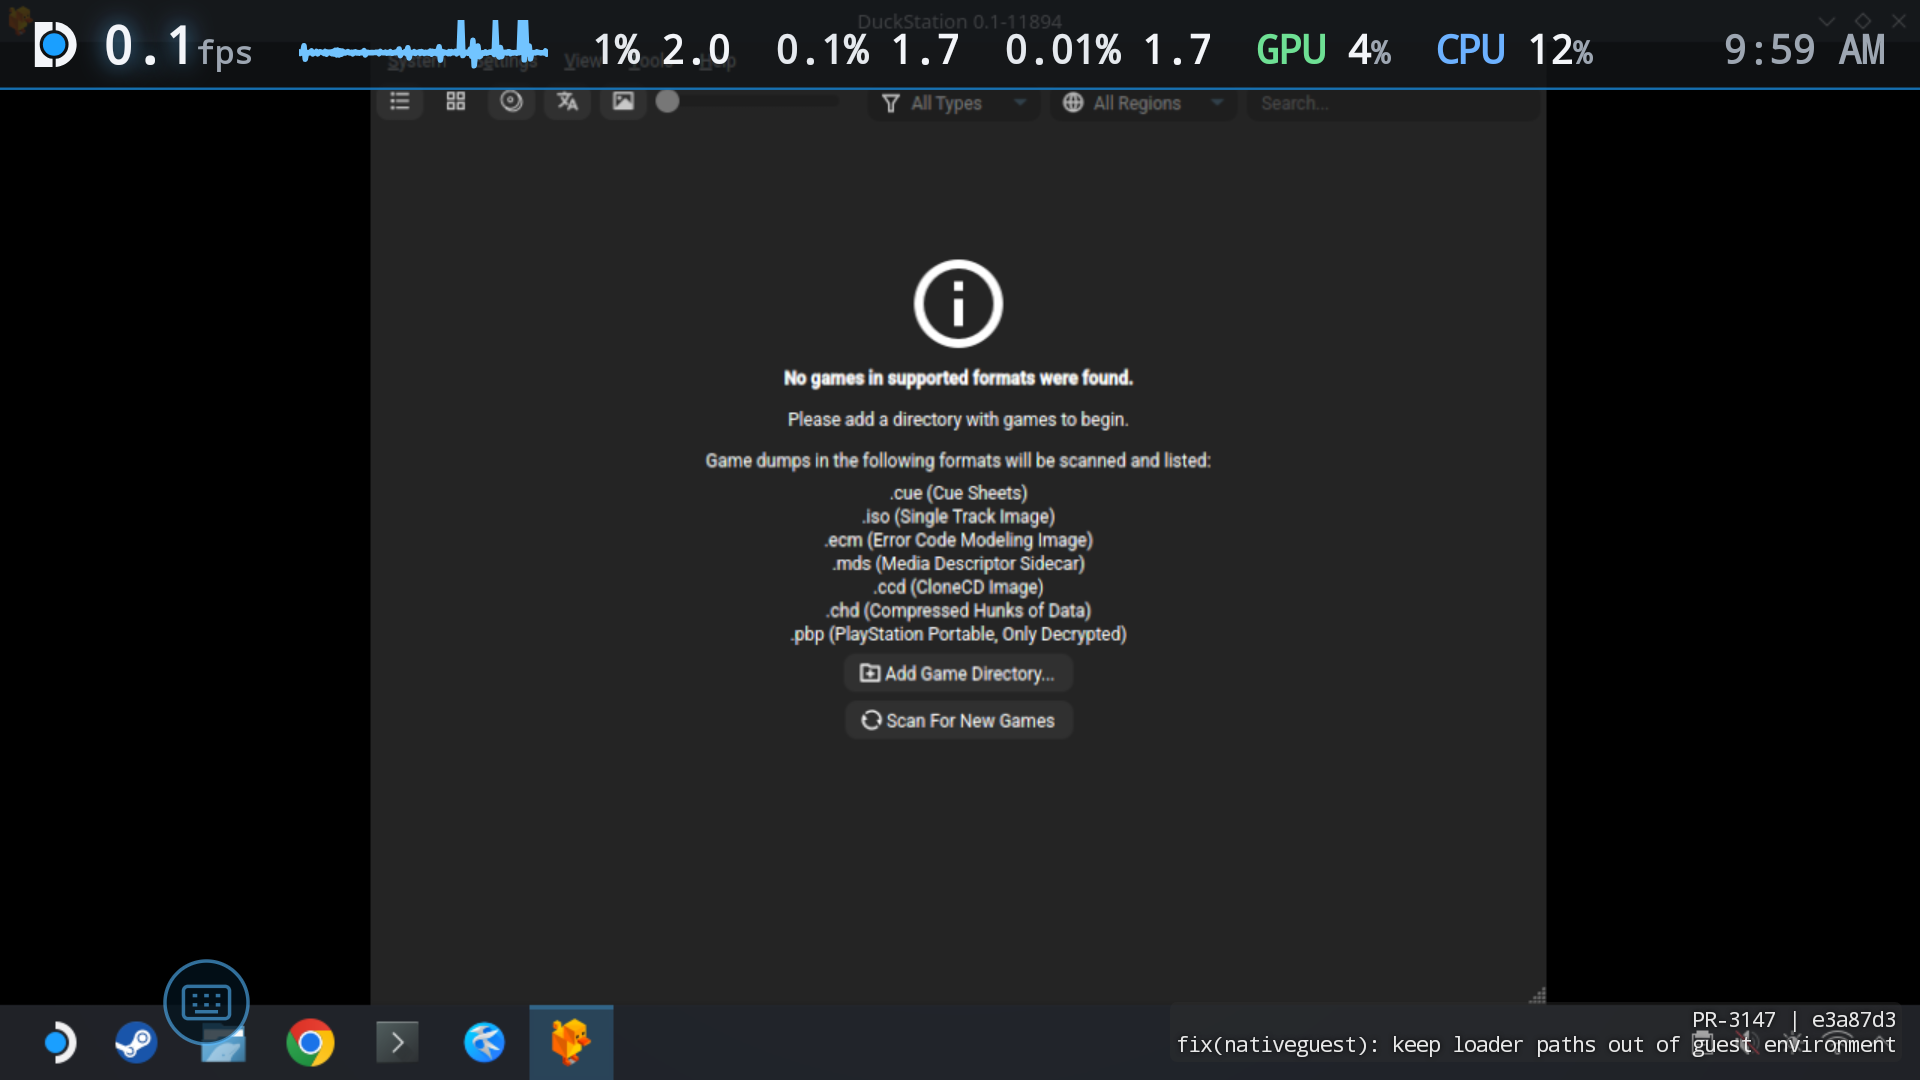 DuckStation 0.1-11894
0.1fps 1% 2.0 0.1% 1.7 0.01% 1.7 GPU 4% CPU 12% 9:59 AM
System Settings View Tools Help
All Types All Regions Search...
No games in supported formats were found.
Please add a directory with games to begin.
Game dumps in the following formats will be scanned and listed:
.cue (Cue Sheets)
.iso (Single Track Image)
.ecm (Error Code Modeling Image)
.mds (Media Descriptor Sidecar)
.ccd (CloneCD Image)
.chd (Compressed Hunks of Data)
.pbp (PlayStation Portable, Only Decrypted)
Add Game Directory...
Scan For New Games
PR-3147 | e3a87d3
fix(nativeguest): keep loader paths out of guest environment